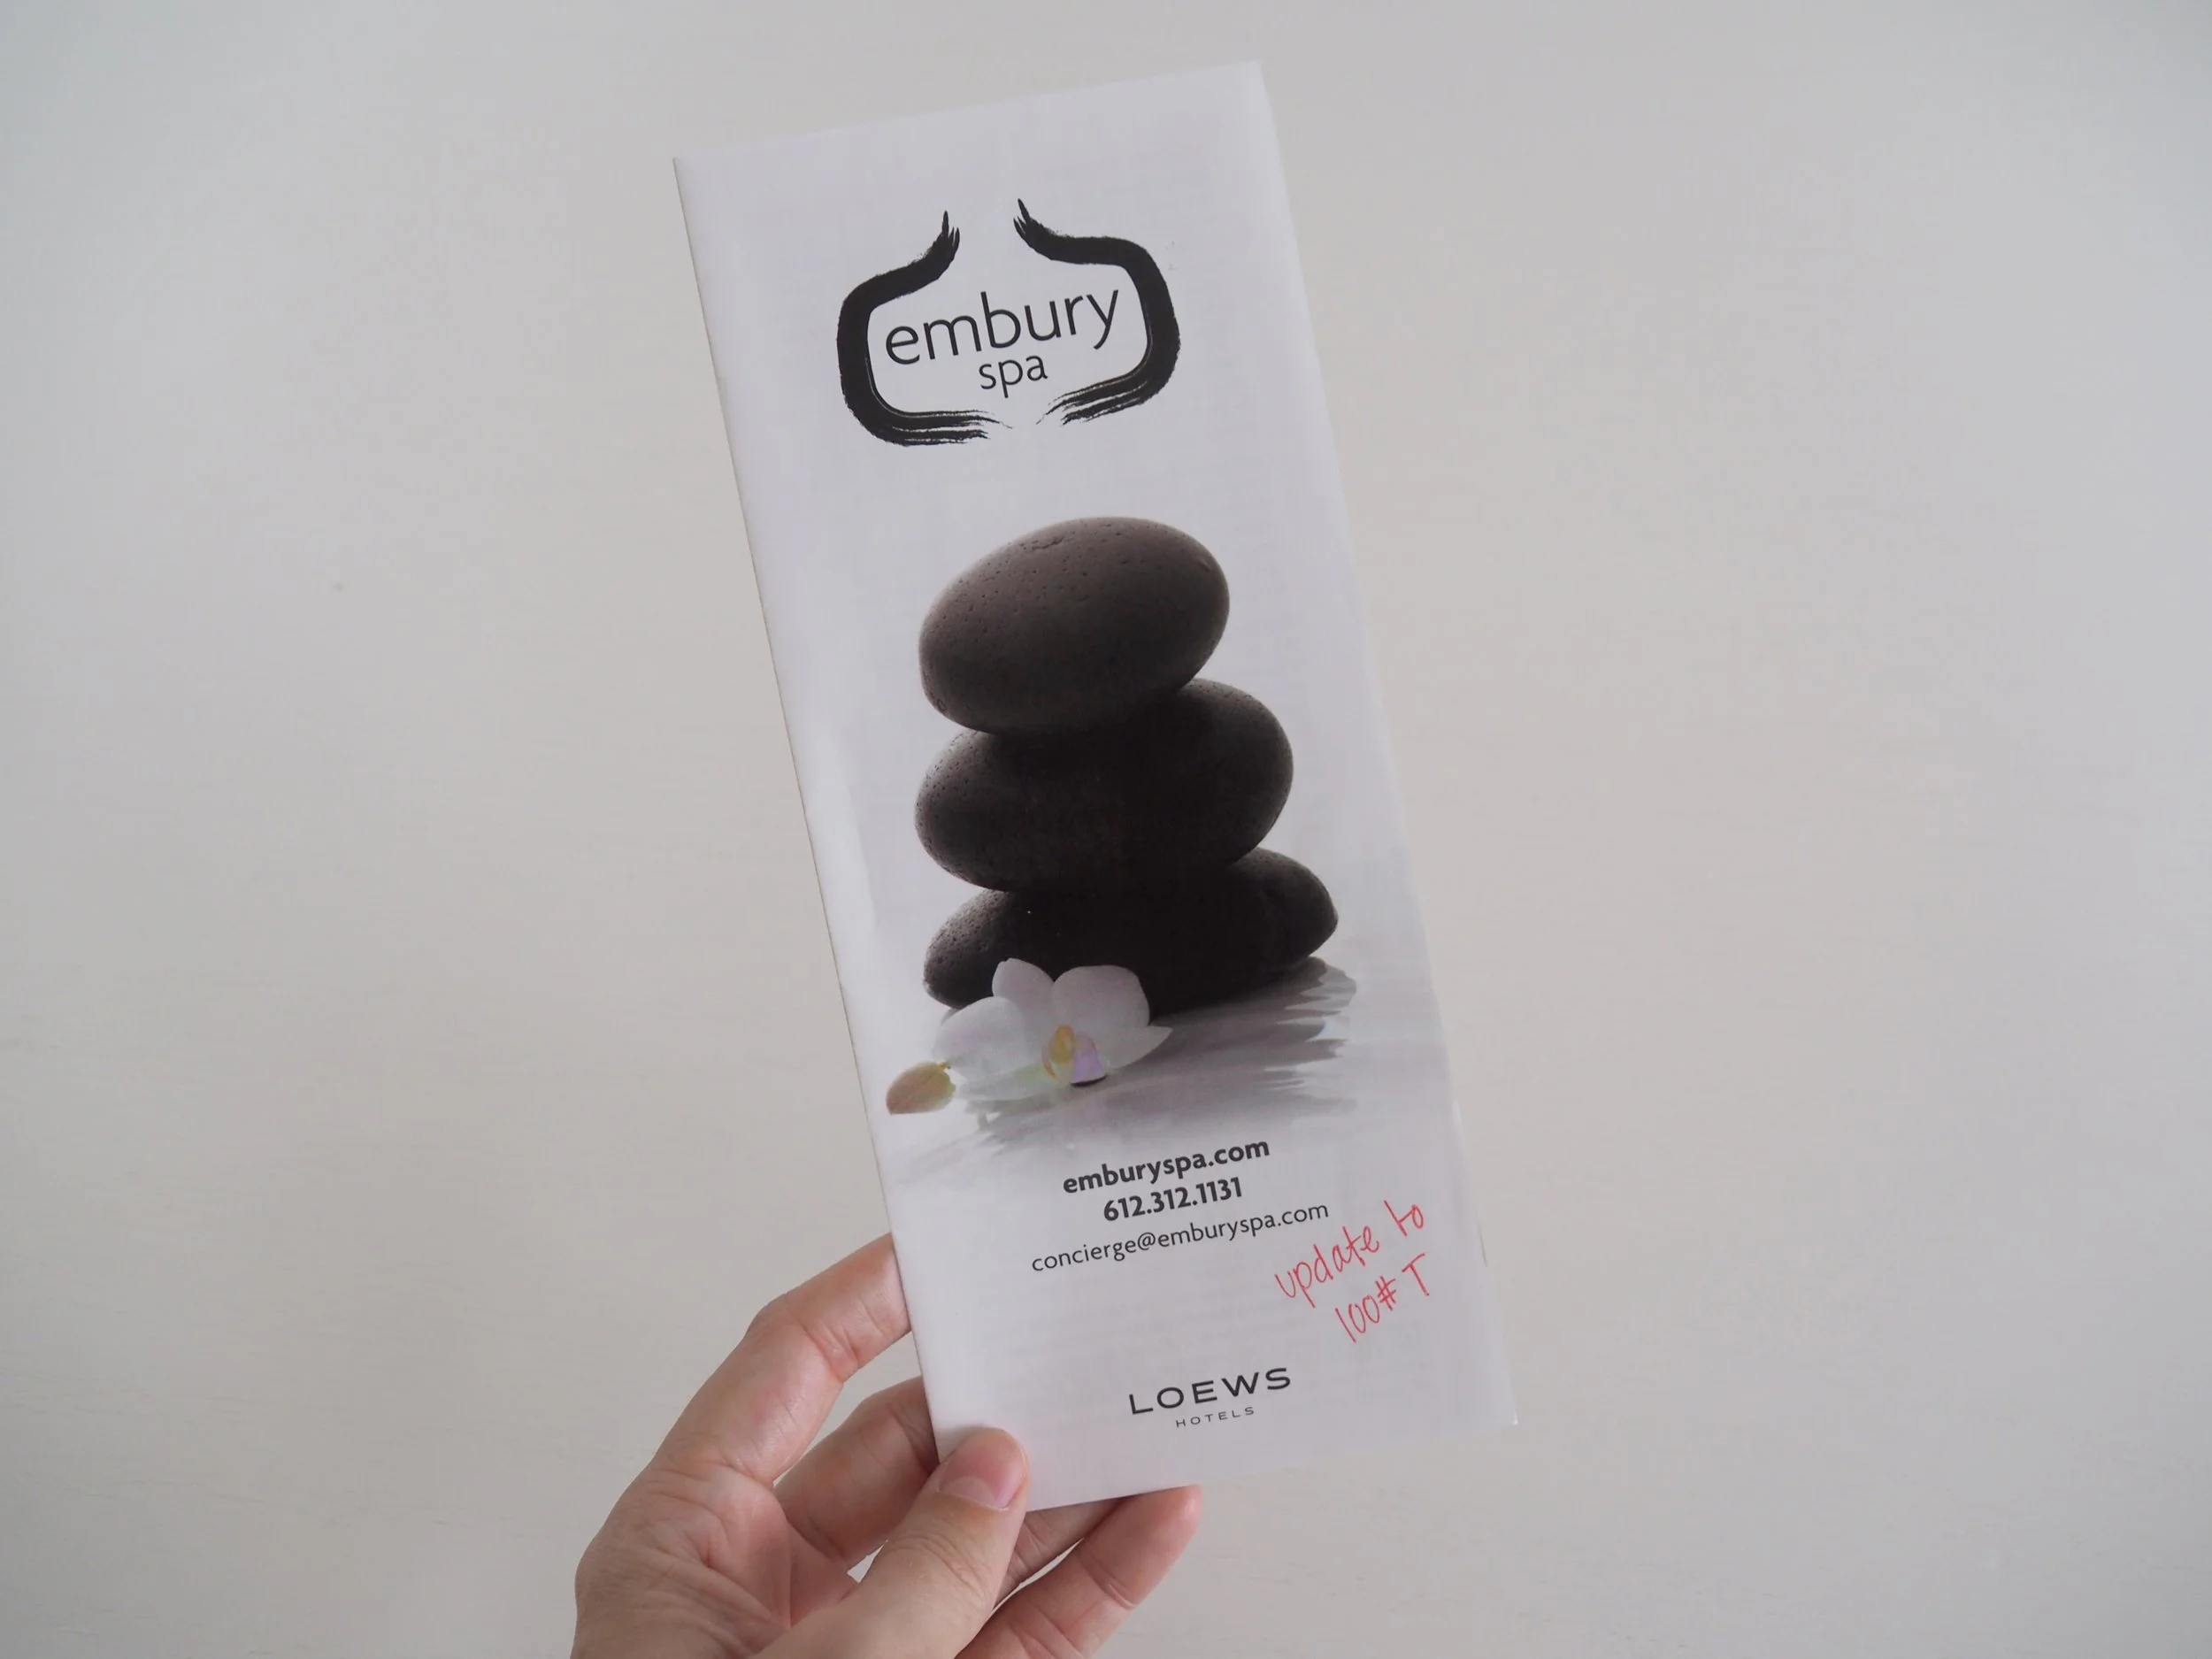 embury
spa
emburyspa.com
612.312.1131
concierge@emburyspa.com
update to
100# T
LOEWS
HOTELS